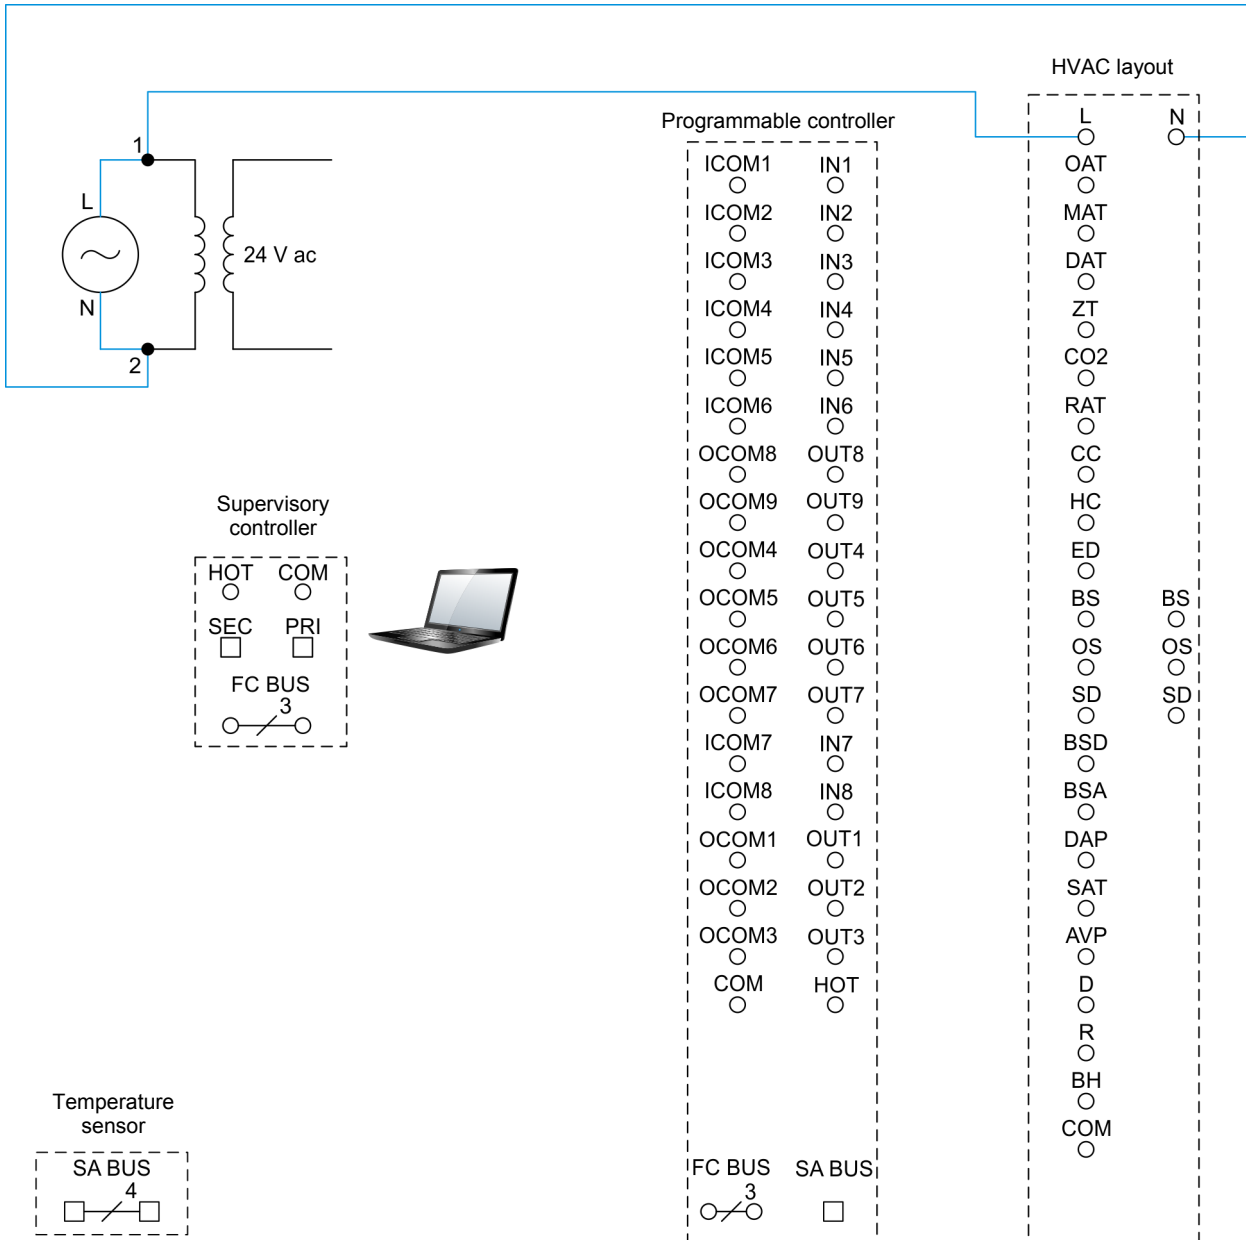 HVAC layout
Programmable controller
L N
1
ICOM1 IN1
OAT
L
ICOM2 IN2
MAT
24 V ac
ICOM3 IN3
DAT
N
ICOM4 IN4
ZT
2
ICOM5 IN5
CO2
ICOM6 IN6
RAT
OCOM8 OUT8
CC
Supervisory
controller
OCOM9 OUT9
HC
HOT COM
OCOM4 OUT4
ED
OCOM5 OUT5
BS BS
SEC PRI
OCOM6 OUT6
OS OS
FC BUS
3
OCOM7 OUT7
SD SD
ICOM7 IN7
BSD
ICOM8 IN8
BSA
OCOM1 OUT1
DAP
OCOM2 OUT2
SAT
OCOM3 OUT3
AVP
COM HOT
D
R
BH
Temperature
sensor
COM
SA BUS
4
FC BUS SA BUS
3